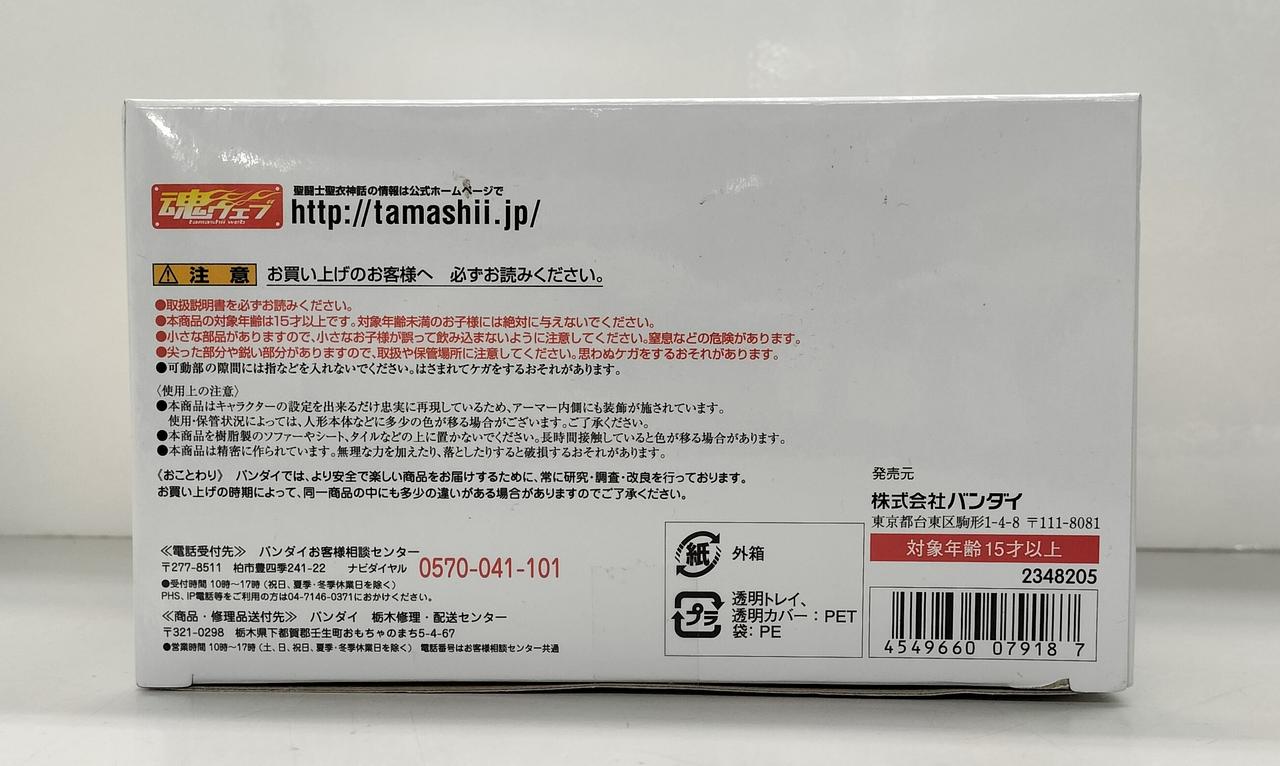 魂ウェブ
tamashii web
聖闘士聖衣神話の情報は公式ホームページで
http://tamashii.jp/
⚠ 注 意 お買い上げのお客様へ 必ずお読みください。
●取扱説明書を必ずお読みください。
●本商品の対象年齢は15才以上です。対象年齢未満のお子様には絶対に与えないでください。
●小さな部品がありますので、小さなお子様が誤って飲み込まないように注意してください。窒息などの危険があります。
●尖った部分や鋭い部分がありますので、取扱や保管場所に注意してください。思わぬケガをするおそれがあります。
●可動部の隙間には指などを入れないでください。はさまれてケガをするおそれがあります。
〈使用上の注意〉
●本商品はキャラクターの設定を出来るだけ忠実に再現しているため、アーマー内側にも装飾が施されています。
使用・保管状況によっては、人形本体などに多少の色が移る場合がございます。ご了承ください。
●本商品を樹脂製のソファーやシート、タイルなどの上に置かないでください。長時間接触していると色が移る場合があります。
●本商品は精密に作られています。無理な力を加えたり、落としたりすると破損するおそれがあります。
《おことわり》 バンダイでは、より安全で楽しい商品をお届けするために、常に研究・調査・改良を行っております。
お買い上げの時期によって、同一商品の中にも多少の違いがある場合がありますのでご了承ください。
≪電話受付先≫ バンダイお客様相談センター
〒277-8511 柏市豊四季241-22 ナビダイヤル 0570-041-101
●受付時間 10時〜17時(祝日、夏季・冬季休業日を除く)
PHS、IP電話等をご利用の方は04-7146-0371におかけください。
≪商品・修理品送付先≫ バンダイ 栃木修理・配送センター
〒321-0298 栃木県下都賀郡壬生町おもちゃのまち5-4-67
●営業時間 10時〜17時(土、日、祝日、夏季・冬季休業日を除く) 電話番号はお客様相談センター共通
紙 外箱
プラ 透明トレイ、
透明カバー:PET
袋:PE
発売元
株式会社バンダイ
東京都台東区駒形1-4-8 〒111-8081
対象年齢15才以上
2348205
4549660 07918 7